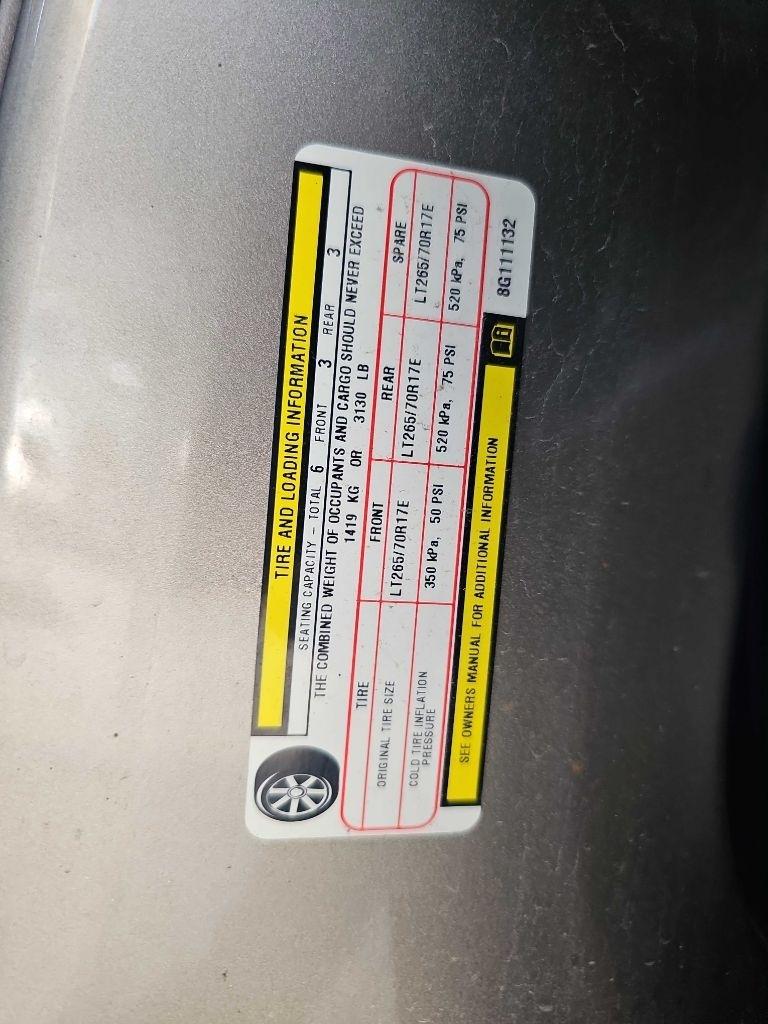 TIRE AND LOADING INFORMATION
SEATING CAPACITY – TOTAL 6 FRONT 3 REAR 3
THE COMBINED WEIGHT OF OCCUPANTS AND CARGO SHOULD NEVER EXCEED
1419 KG OR 3130 LB
TIRE FRONT REAR SPARE
ORIGINAL TIRE SIZE LT265/70R17E LT265/70R17E LT265/70R17E
COLD TIRE INFLATION PRESSURE 350 kPa, 50 PSI 520 kPa, 75 PSI 520 kPa, 75 PSI
SEE OWNERS MANUAL FOR ADDITIONAL INFORMATION
8G111132